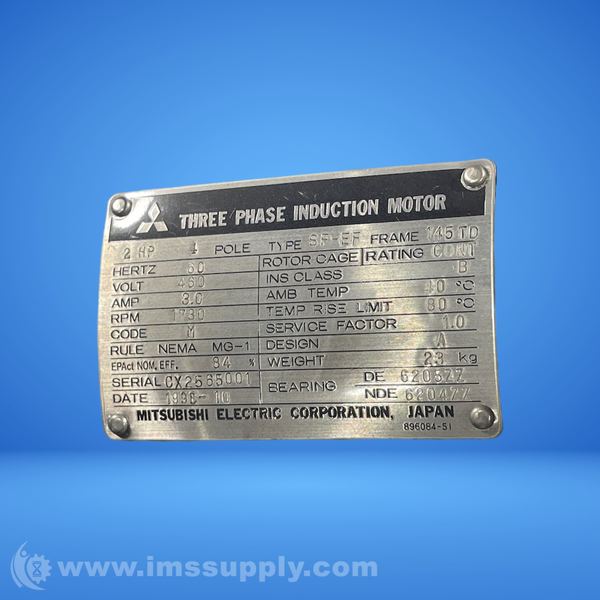 THREE PHASE INDUCTION MOTOR
2 HP 4 POLE TYPE SF-EF FRAME 145TD
HERTZ 60 ROTOR CAGE RATING CONT
VOLT 460 INS CLASS B
AMP 3.0 AMB TEMP 40 °C
RPM 1730 TEMP RISE LIMIT 80 °C
CODE M SERVICE FACTOR 1.0
RULE NEMA MG-1 DESIGN A
EPAct NOM, EFF. 84 % WEIGHT 23 kg
SERIAL CX2565001 BEARING DE 6205ZZ
DATE 10 NDE 6204ZZ
MITSUBISHI ELECTRIC CORPORATION, JAPAN
896084-51
www.imssupply.com